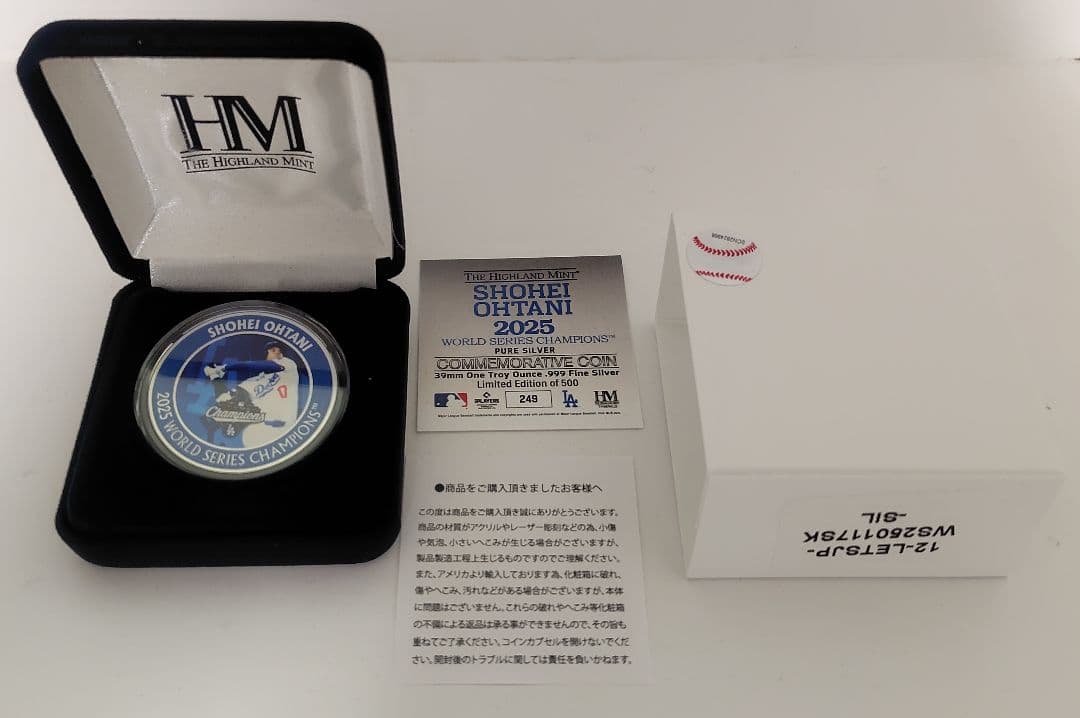 HM
THE HIGHLAND MINT
SHOHEI OHTANI
Dodgers
17
Champions
LA
2025 WORLD SERIES CHAMPIONS™
THE HIGHLAND MINT®
SHOHEI
OHTANI
2025
WORLD SERIES CHAMPIONS™
PURE SILVER
COMMEMORATIVE COIN
39mm One Troy Ounce .999 Fine Silver
Limited Edition of 500
PLAYERS
249
LA
HM
●商品をご購入頂きましたお客様へ
この度は商品をご購入頂き誠にありがとうございます。
商品の材質がアクリルやレーザー彫刻などの為、小傷
や気泡、小さいへこみが生じる場合がございますが、
製品製造工程上生じるものですのでご理解ください。
また、アメリカより輸入しております為、化粧箱に破れ、
傷やへこみ、汚れなどがある場合がございますが、本体
に問題はございません。これらの破れやへこみ等化粧箱
の不備による返品は承る事ができませんので、その旨も
重ねてご了承ください。コインカプセルを開けないでくだ
さい。開封後のトラブルに関しては責任を負いかねます。
12-LETSJP-
WS250117SK
-SIL